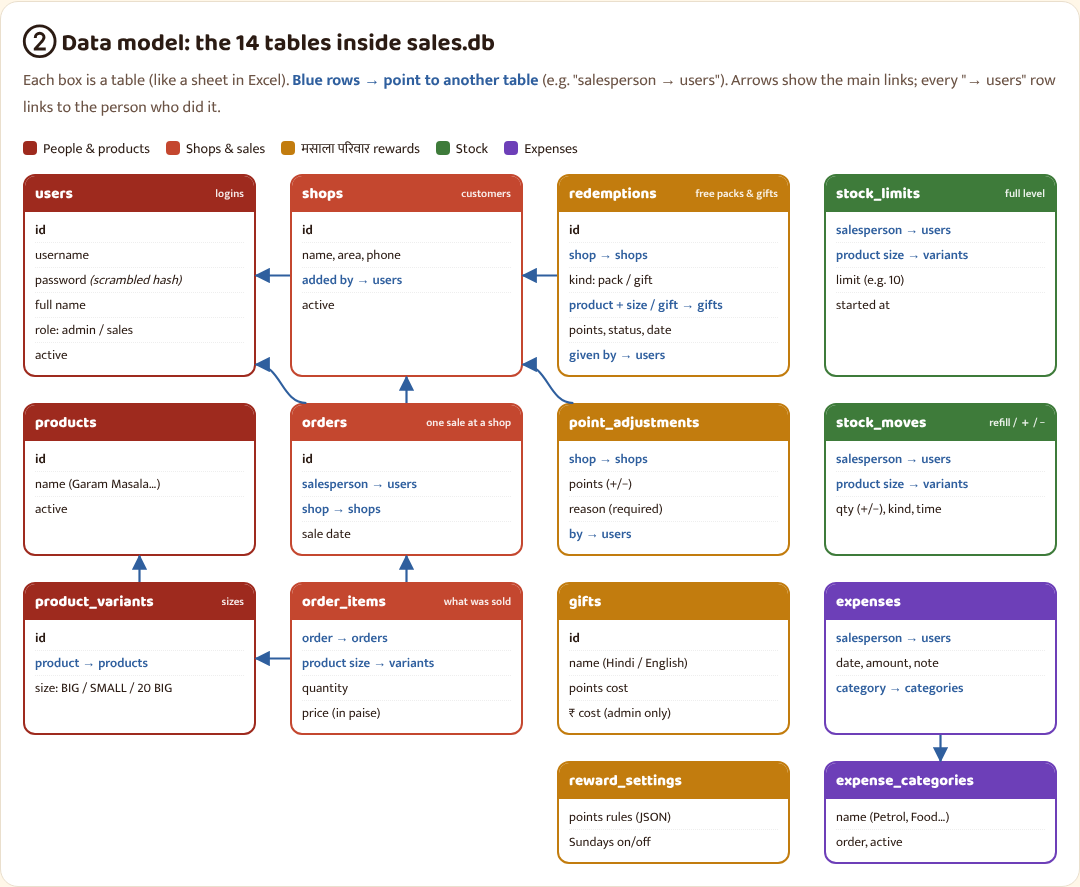 ② Data model: the 14 tables inside sales.db
Each box is a table (like a sheet in Excel). Blue rows → point to another table (e.g. "salesperson → users"). Arrows show the main links; every "→ users" row
links to the person who did it.
People & products
Shops & sales
मसाला परिवार rewards
Stock
Expenses
users logins
id
username
password (scrambled hash)
full name
role: admin / sales
active
shops customers
id
name, area, phone
added by → users
active
redemptions free packs & gifts
id
shop → shops
kind: pack / gift
product + size / gift → gifts
points, status, date
given by → users
stock_limits full level
salesperson → users
product size → variants
limit (e.g. 10)
started at
products
id
name (Garam Masala…)
active
orders one sale at a shop
id
salesperson → users
shop → shops
sale date
point_adjustments
shop → shops
points (+/−)
reason (required)
by → users
stock_moves refill / + / −
salesperson → users
product size → variants
qty (+/−), kind, time
product_variants sizes
id
product → products
size: BIG / SMALL / 20 BIG
order_items what was sold
order → orders
product size → variants
quantity
price (in paise)
gifts
id
name (Hindi / English)
points cost
₹ cost (admin only)
expenses
salesperson → users
date, amount, note
category → categories
reward_settings
points rules (JSON)
Sundays on/off
expense_categories
name (Petrol, Food…)
order, active